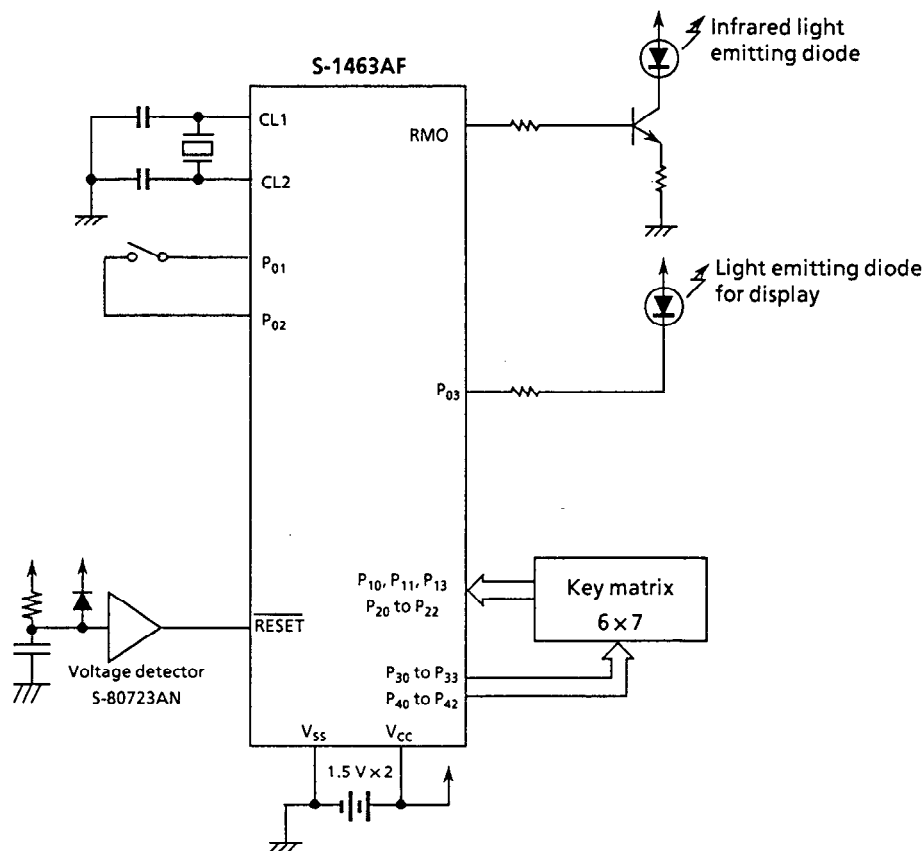 S-1463AF
Infrared light
emitting diode
CL1
RMO
CL2
P01
P02
Light emitting diode
for display
P03
P10, P11, P13
P20 to P22
Key matrix
6 × 7
RESET
Voltage detector
S-80723AN
P30 to P33
P40 to P42
VSS
VCC
1.5 V × 2